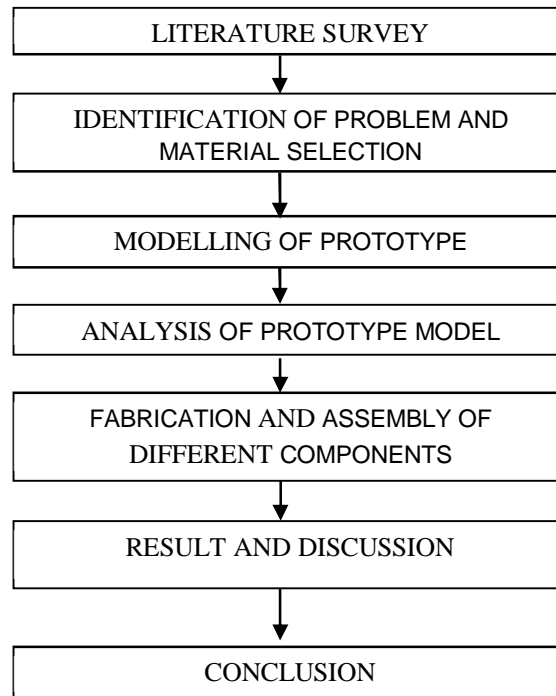 LITERATURE SURVEY
IDENTIFICATION OF PROBLEM AND
MATERIAL SELECTION
MODELLING OF PROTOTYPE
ANALYSIS OF PROTOTYPE MODEL
FABRICATION AND ASSEMBLY OF
DIFFERENT COMPONENTS
RESULT AND DISCUSSION
CONCLUSION